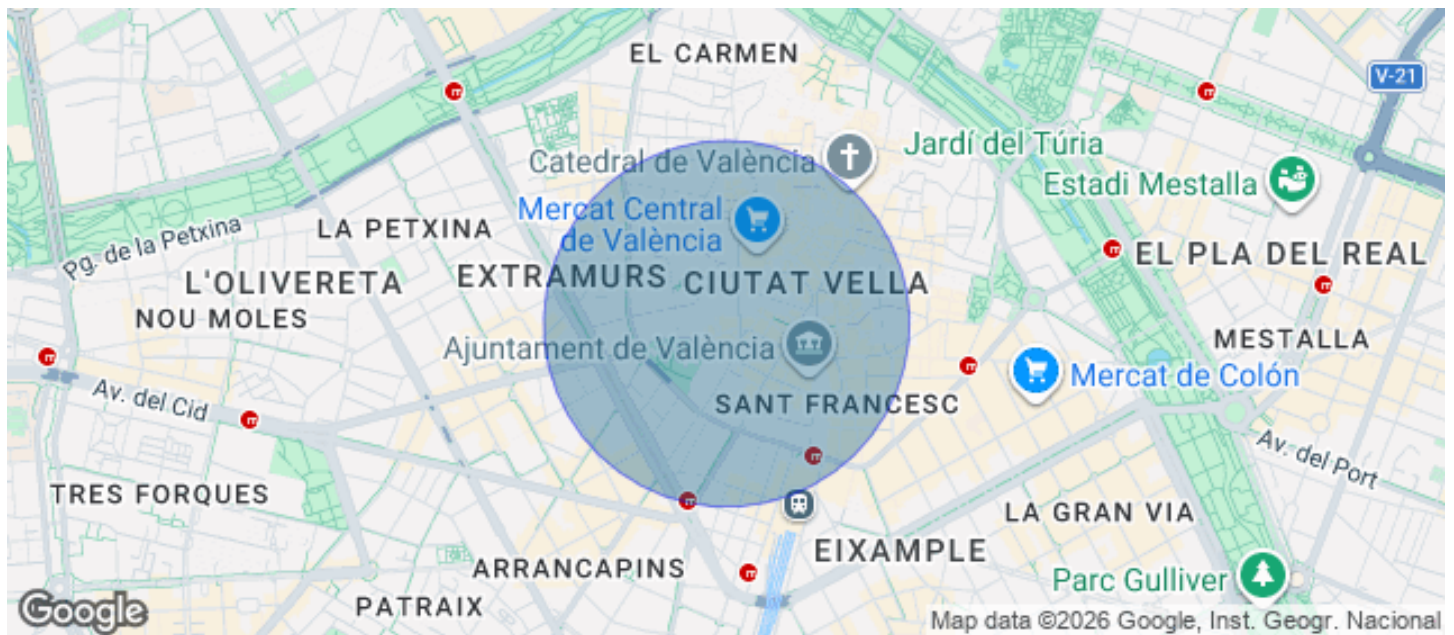 EL CARMEN
V-21
Catedral de València
Jardí del Túria
Estadi Mestalla
Mercat Central
de València
LA PETXINA
Pg. de la Petxina
EL PLA DEL REAL
L'OLIVERETA
EXTRAMURS
CIUTAT VELLA
NOU MOLES
MESTALLA
Ajuntament de València
Mercat de Colón
Av. del Cid
SANT FRANCESC
Av. del Port
TRES FORQUES
LA GRAN VIA
EIXAMPLE
ARRANCAPINS
Parc Gulliver
PATRAIX
Google
Map data ©2026 Google, Inst. Geogr. Nacional